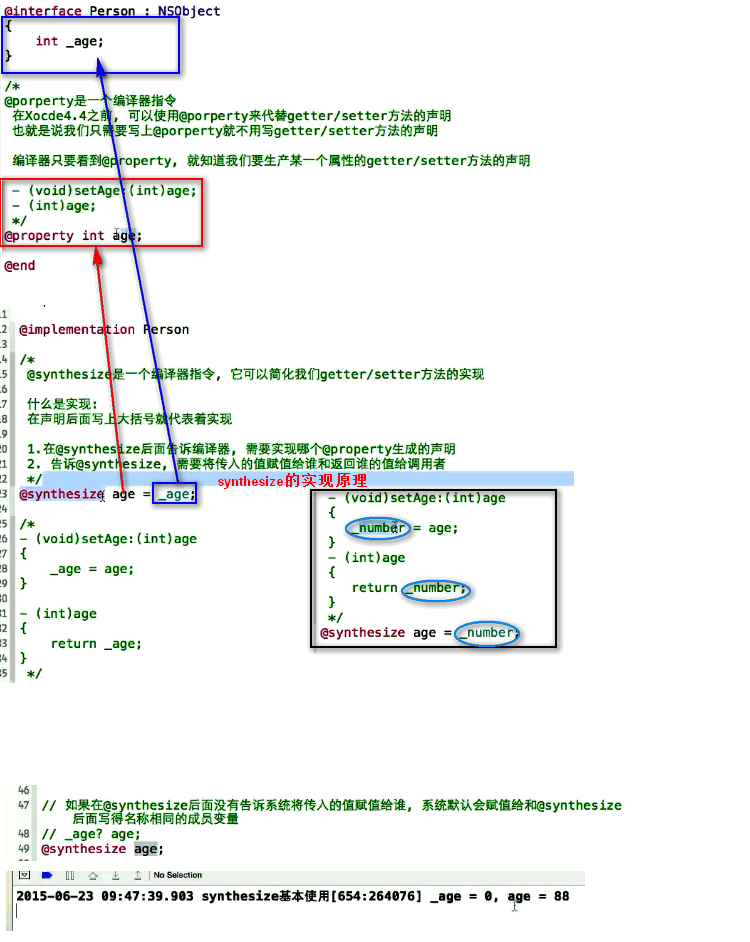 @interface Person : NSObject
{
int _age;
}
/*
@porperty是一个编译器指令
在Xocde4.4之前, 可以使用@porperty来代替getter/setter方法的声明
也就是说我们只需要写上@porperty就不用写getter/setter方法的声明
编译器只要看到@property, 就知道我们要生产某一个属性的getter/setter方法的声明
- (void)setAge:(int)age;
- (int)age;
*/
@property int age;
@end
11
12 @implementation Person
13
14 /*
15 @synthesize是一个编译器指令, 它可以简化我们getter/setter方法的实现
16
17 什么是实现:
18 在声明后面写上大括号就代表着实现
19
20 1.在@synthesize后面告诉编译器, 需要实现哪个@property生成的声明
21 2. 告诉@synthesize, 需要将传入的值赋值给谁和返回谁的值给调用者
22 */
synthesize的实现原理
23 @synthesize age = _age;
24
25 /*
26 - (void)setAge:(int)age
27 {
28 _age = age;
29 }
30
31 - (int)age
32 {
33 return _age;
34 }
35 */
- (void)setAge:(int)age
{
_number = age;
}
- (int)age
{
return _number;
}
*/
@synthesize age = _number;
46
47 // 如果在@synthesize后面没有告诉系统将传入的值赋值给谁, 系统默认会赋值给和@synthesize
后面写得名称相同的成员变量
48 // _age? age;
49 @synthesize age;
No Selection
2015-06-23 09:47:39.903 synthesize基本使用[654:264076] _age = 0, age = 88